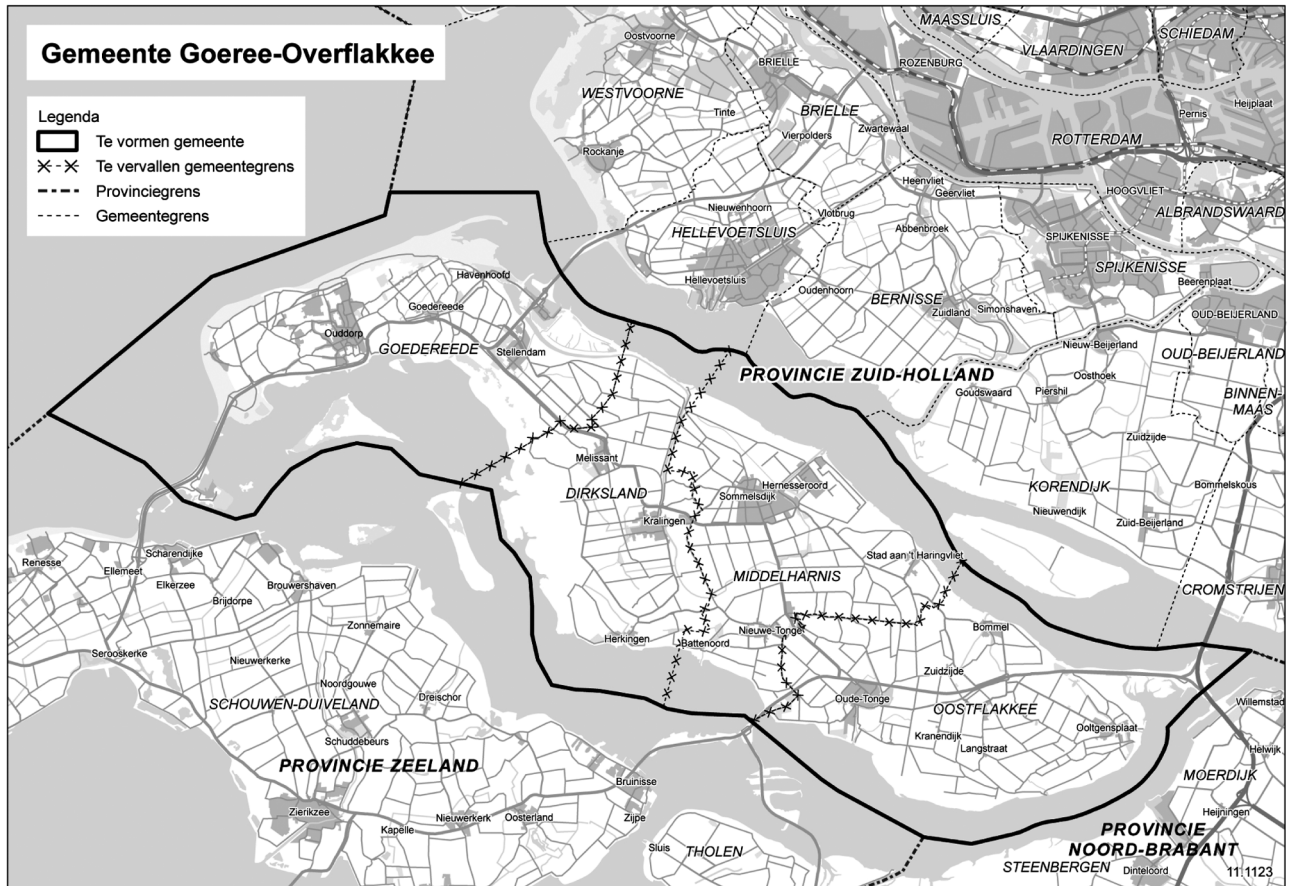 Gemeente Goeree-Overflakkee
Legenda
Te vormen gemeente
Te vervallen gemeentegrens
Provinciegrens
Gemeentegrens
MAASSLUIS
SCHIEDAM
VLAARDINGEN
Oostvoorne
BRIELLE
ROZENBURG
WESTVOORNE
Heijplaat
Pernis
BRIELLE
Tinte
Zwartewaal
Vierpolders
ROTTERDAM
Rockanje
Heenvliet
Geervliet
HOOGVLIET
Nieuwenhoorn
Vlotbrug
ALBRANDSWAARD
HELLEVOETSLUIS
Abbenbroek
SPIJKENISSE
SPIJKENISSE
Havenhoofd
Hellevoetsluis
Oudenhoorn
Beerenplaat
BERNISSE
Simonshaven
Zuidland
Goedereede
OUD-BEIJERLAND
Ouddorp
GOEDEREEDE
Stellendam
Nieuw-Beijerland
OUD-BEIJERLAND
PROVINCIE ZUID-HOLLAND
Oosthoek
Goudswaard
Piershil
BINNEN-
MAAS
Zuidzijde
Melissant
DIRKSLAND
Hernesseroord
Sommelsdijk
KORENDIJK
Bommelskous
Nieuwendijk
Kralingen
Zuid-Beijerland
Renesse
Scharendijke
Ellemeet
Elkerzee
Brouwershaven
Brijdorpe
Stad aan't Haringvliet
MIDDELHARNIS
CROMSTRIJEN
Zonnemaire
Herkingen
Battenoord
Nieuwe-Tonge
Bommel
Serooskerke
Nieuwerkerke
Noordgouwe
Zuidzijde
Dreischor
SCHOUWEN-DUIVELAND
Oude-Tonge
OOSTFLAKKEE
Willemstad
Schuddebeurs
Kranendijk
Langstraat
Ooltgensplaat
Helwijk
PROVINCIE ZEELAND
Bruinisse
MOERDIJK
Zierikzee
Kapelle
Nieuwerkerk
Oosterland
Zijpe
Heijningen
PROVINCIE
NOORD-BRABANT
Sluis
THOLEN
STEENBERGEN
Dinteloord
11.1123